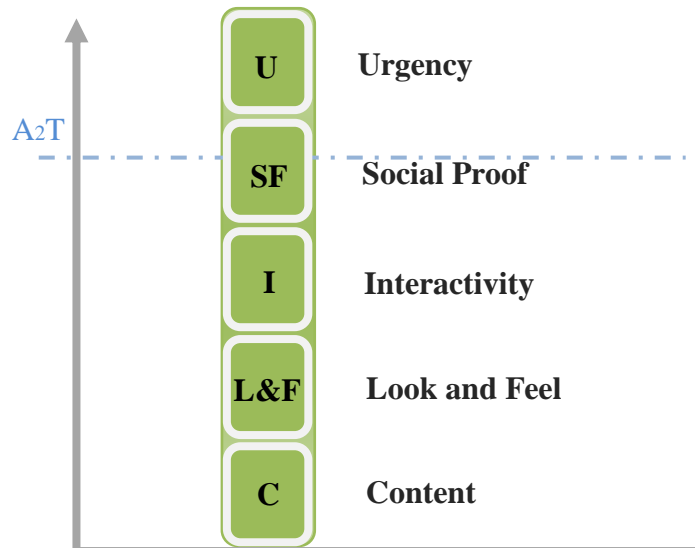 U Urgency
A2T
SF Social Proof
I Interactivity
L&F Look and Feel
C Content